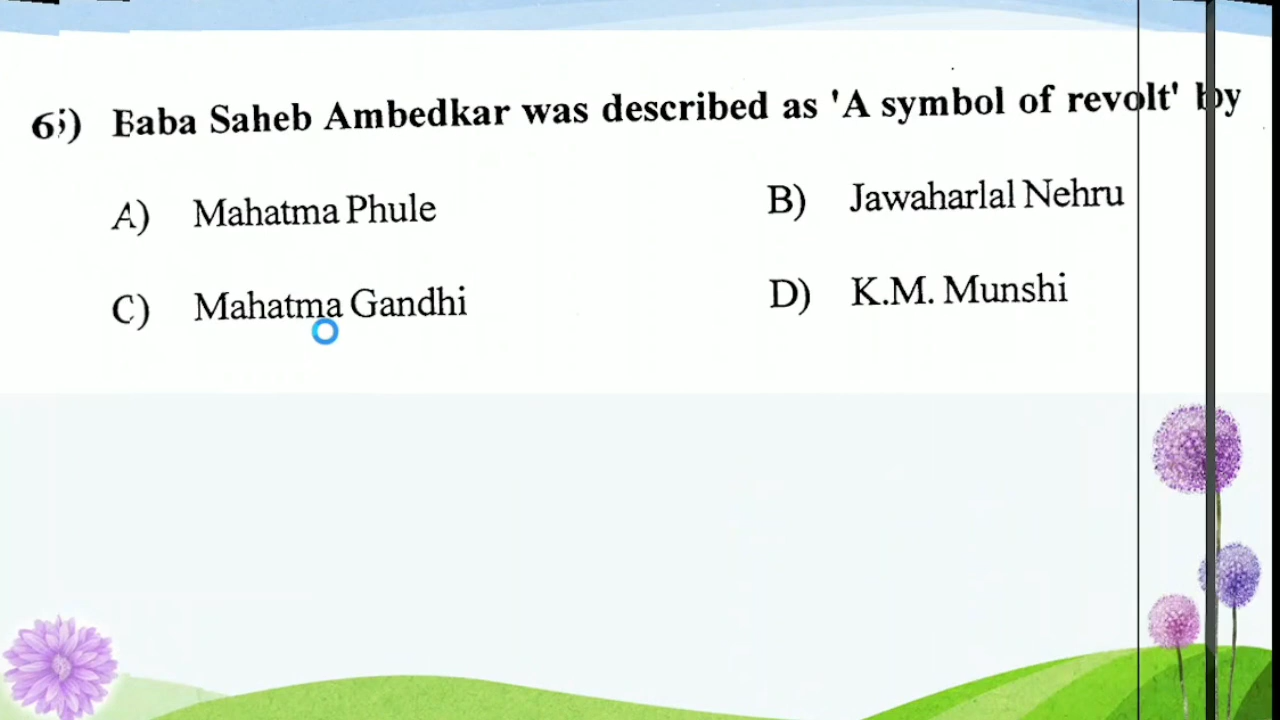 6;) Baba Saheb Ambedkar was described as 'A symbol of revolt' by
A) Mahatma Phule B) Jawaharlal Nehru
C) Mahatma Gandhi D) K.M. Munshi